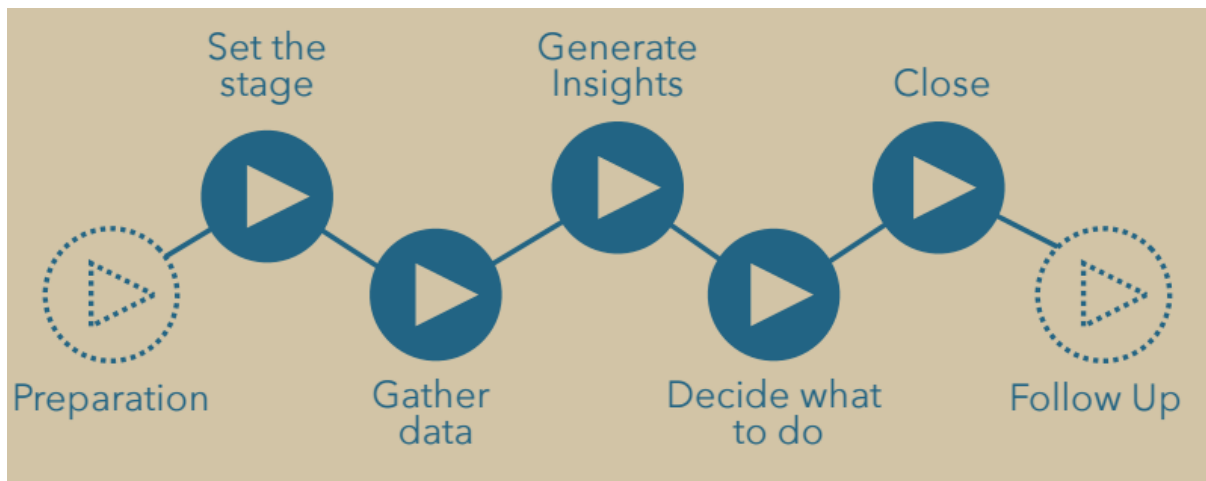 Set the
stage
Generate
Insights
Close
Preparation
Gather
data
Decide what
to do
Follow Up